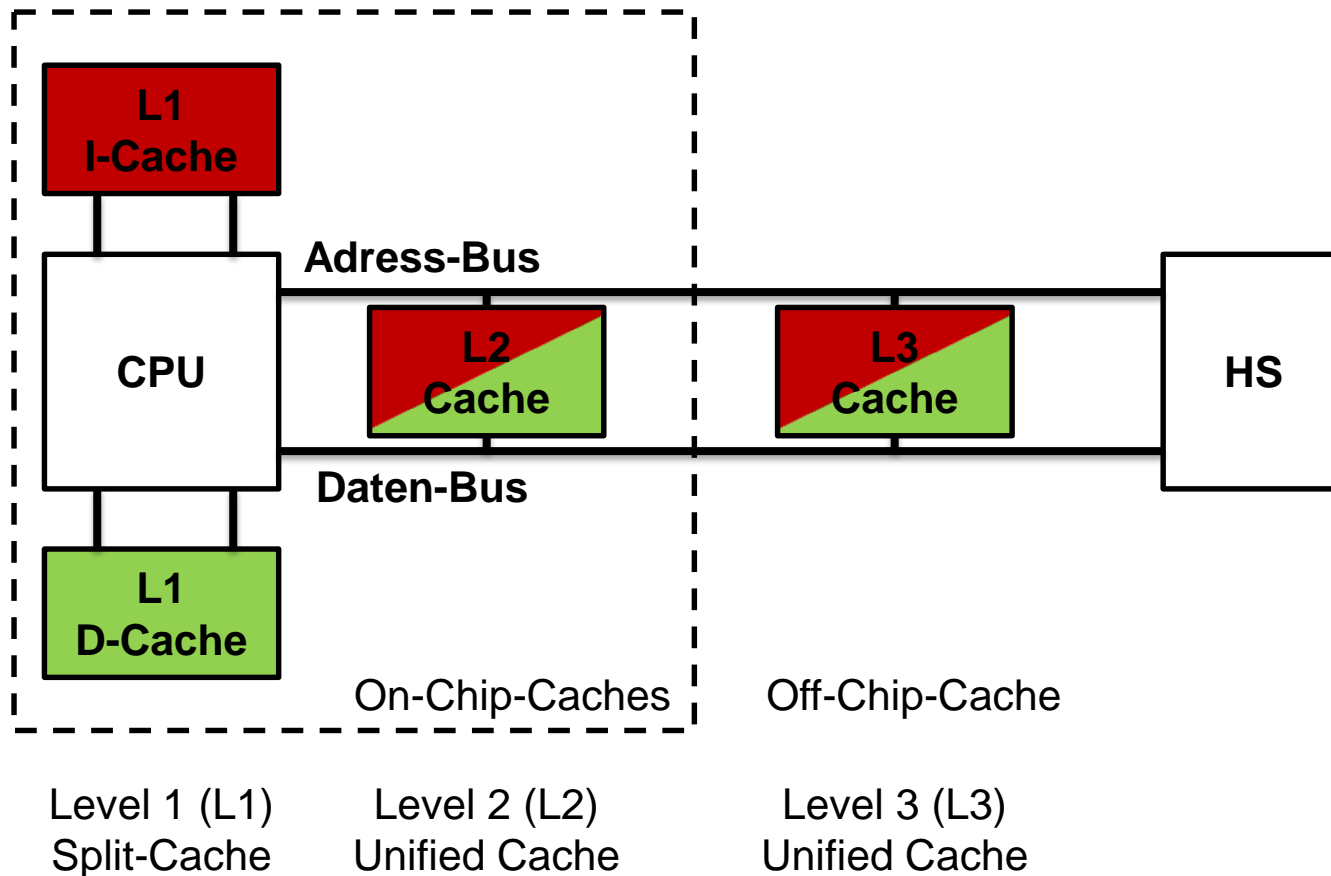 L1
I-Cache
Adress-Bus
CPU
L2
Cache
L3
Cache
HS
Daten-Bus
L1
D-Cache
On-Chip-Caches
Off-Chip-Cache
Level 1 (L1)
Split-Cache
Level 2 (L2)
Unified Cache
Level 3 (L3)
Unified Cache